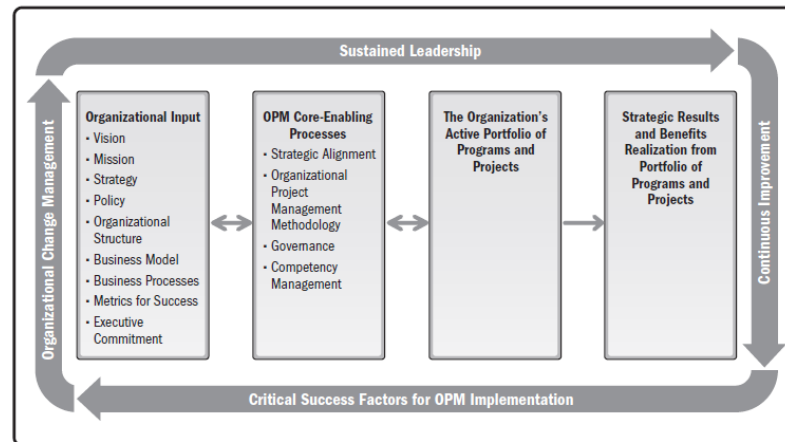 Sustained Leadership
Organizational Change Management
Organizational Input
• Vision
• Mission
• Strategy
• Policy
• Organizational
Structure
• Business Model
• Business Processes
• Metrics for Success
• Executive
Commitment
OPM Core-Enabling
Processes
• Strategic Alignment
• Organizational
Project
Management
Methodology
• Governance
• Competency
Management
The Organization's
Active Portfolio of
Programs and
Projects
Strategic Results
and Benefits
Realization from
Portfolio of
Programs and
Projects
Continuous Improvement
Critical Success Factors for OPM Implementation